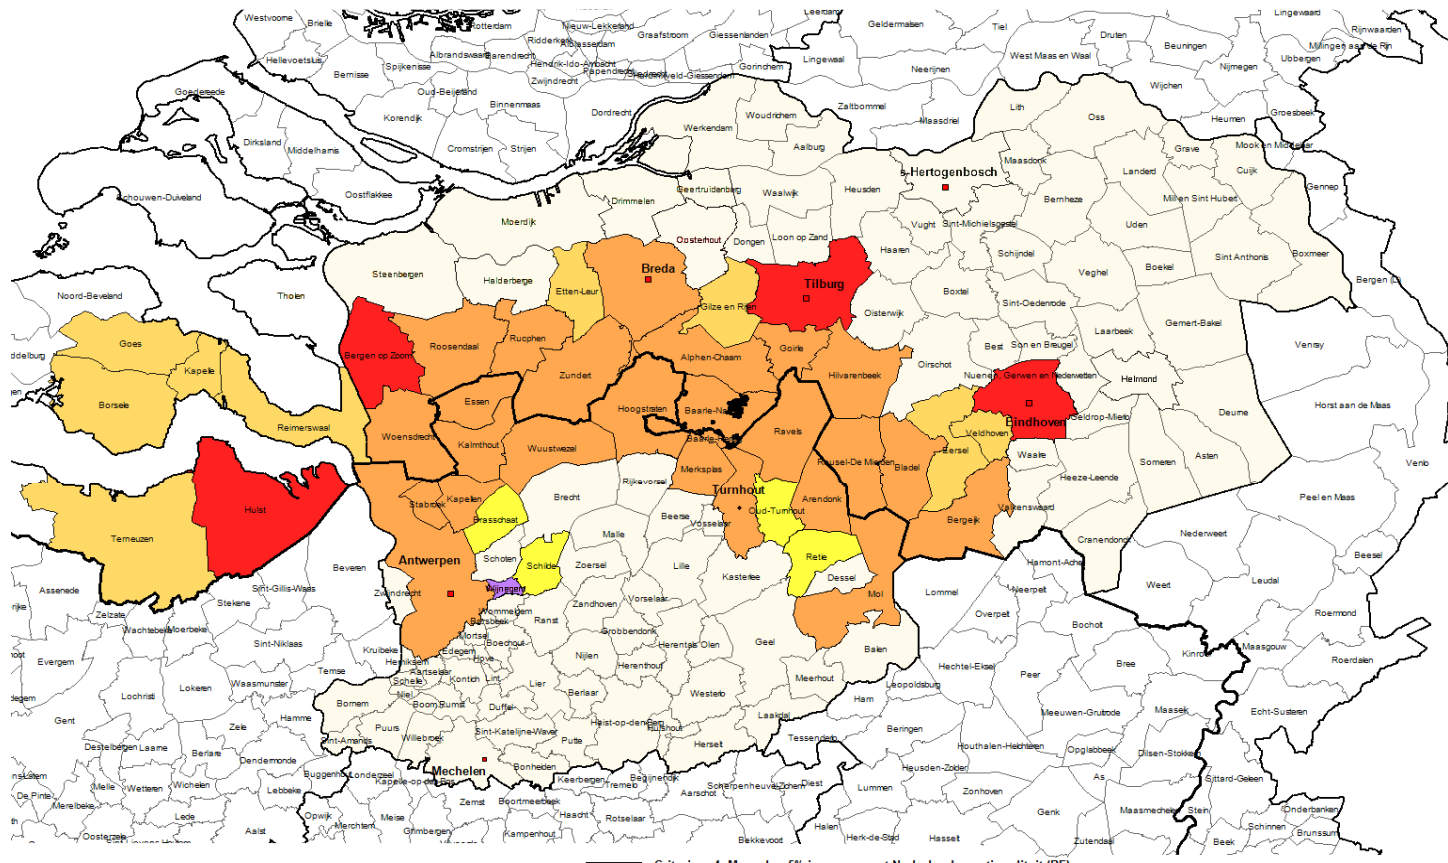 Westvoorne
Brielle
Rotterdam
Nieuw-Lekkerland
Leerdam
Lingewaard
Hellevoetsluis
Albrandswaard
Barendrecht
Ridderkerk
Alblasserdam
Graafstroom
Giessenlanden
Geldermalsen
Tiel
Druten
Beuningen
Rijnwaarden
Millingen aan de Rijn
Bernisse
Spijkenisse
Hendrik-Ido-Ambacht
Papendrecht
Sliedrecht
Hardinxveld-Giessendam
Gorinchem
Lingewaal
Neerijnen
West Maas en Waal
Nijmegen
Ubbergen
Goedereede
Oud-Beijerland
Zwijndrecht
Wijchen
Korendijk
Binnenmaas
Dordrecht
Werkendam
Woudrichem
Zaltbommel
Maasdriel
Lith
Oss
Heumen
Groesbeek
Dirksland
Middelharnis
Cromstrijen
Strijen
Aalburg
Maasdonk
Grave
Mook en Middelaar
Schouwen-Duiveland
Oostflakkee
Drimmelen
Geertruidenberg
Waalwijk
Heusden
s-Hertogenbosch
Landerd
Cuijk
Gennep
Moerdijk
Bernheze
Mill en Sint Hubert
Oosterhout
Dongen
Loon op Zand
Vught
Sint-Michielsgestel
Uden
Haaren
Schijndel
Sint Anthonis
Boxmeer
Steenbergen
Halderberge
Breda
Veghel
Boekel
Bergen (L)
Noord-Beveland
Tholen
Etten-Leur
Gilze en Rijen
Tilburg
Boxtel
Sint-Oedenrode
Oisterwijk
Laarbeek
Gemert-Bakel
Goes
Bergen op Zoom
Roosendaal
Rucphen
Alphen-Chaam
Goirle
Best
Son en Breugel
Venray
Kapelle
Zundert
Hilvarenbeek
Oirschot
Nuenen, Gerwen en Nederwetten
Helmond
Borsele
Essen
Hoogstraten
Baarle-Na
Horst aan de Maas
Reimerswaal
Woensdrecht
Kalmthout
Wuustwezel
Ravels
Veldhoven
Eindhoven
Geldrop-Mierlo
Deurne
Eersel
Waalre
Asten
Someren
Venlo
Merksplas
Reusel-De Mierden
Bladel
Heeze-Leende
Hulst
Stabroek
Kapellen
Brecht
Rijkevorsel
Turnhout
Arendonk
Valkenswaard
Peel en Maas
Brasschaat
Beerse
Vosselaar
Oud-Turnhout
Bergeijk
Terneuzen
Malle
Cranendonck
Nederweert
Antwerpen
Schoten
Schilde
Zoersel
Lille
Kasterlee
Retie
Dessel
Hamont-Achel
Beesel
Beveren
Weert
Leudal
Assenede
Sint-Gillis-Waas
Zwijndrecht
Wijnegem
Mol
Lommel
Neerpelt
Stekene
Zelzate
Wachtebeke
Moerbeke
Wommelgem
Borsbeek
Ranst
Zandhoven
Vorselaar
Overpelt
Bocholt
Roermond
Sint-Niklaas
Mortsel
Boechout
Grobbendonk
Herentals
Olen
Geel
Balen
Evergem
Kruibeke
Hemiksem
Edegem
Hove
Nijlen
Herenthout
Hechtel-Eksel
Bree
Kinrooi
Maasgouw
Roerdalen
Temse
Aartselaar
Schelle
Kontich
Lint
Lier
Berlaar
Westerlo
Meerhout
Leopoldsburg
Peer
Lochristi
Lokeren
Waasmunster
Niel
Ham
Bornem
Boom
Rumst
Duffel
Laakdal
Beringen
Meeuwen-Gruitrode
Maaseik
Echt-Susteren
Gent
Hamme
Zele
Puurs
Willebroek
Sint-Katelijne-Waver
Heist-op-den-Berg
Hulshout
Putte
Herselt
Tessenderlo
Houthalen-Helchteren
Opglabbeek
Dilsen-Stokkem
Destelbergen
Laarne
Berlare
Sint-Amands
Dendermonde
Mechelen
Bonheiden
Heusden-Zolder
As
Sittard-Geleen
De Pinte
Melle
Wetteren
Wichelen
Lebbeke
Buggenhout
Londerzeel
Kapelle-op-den-Bos
Keerbergen
Tremelo
Begijnendijk
Scherpenheuvel-Zichem
Diest
Lummen
Zonhoven
Merelbeke
Zemst
Boortmeerbeek
Aarschot
Genk
Maasmechelen
Stein
Onderbanken
Lede
Opwijk
Meise
Haacht
Rotselaar
Schinnen
Oosterzele
Aalst
Merchtem
Grimbergen
Kampenhout
Bekkevoort
Halen
Herk-de-Stad
Hasselt
Zutendaal
Beek
Brunssum